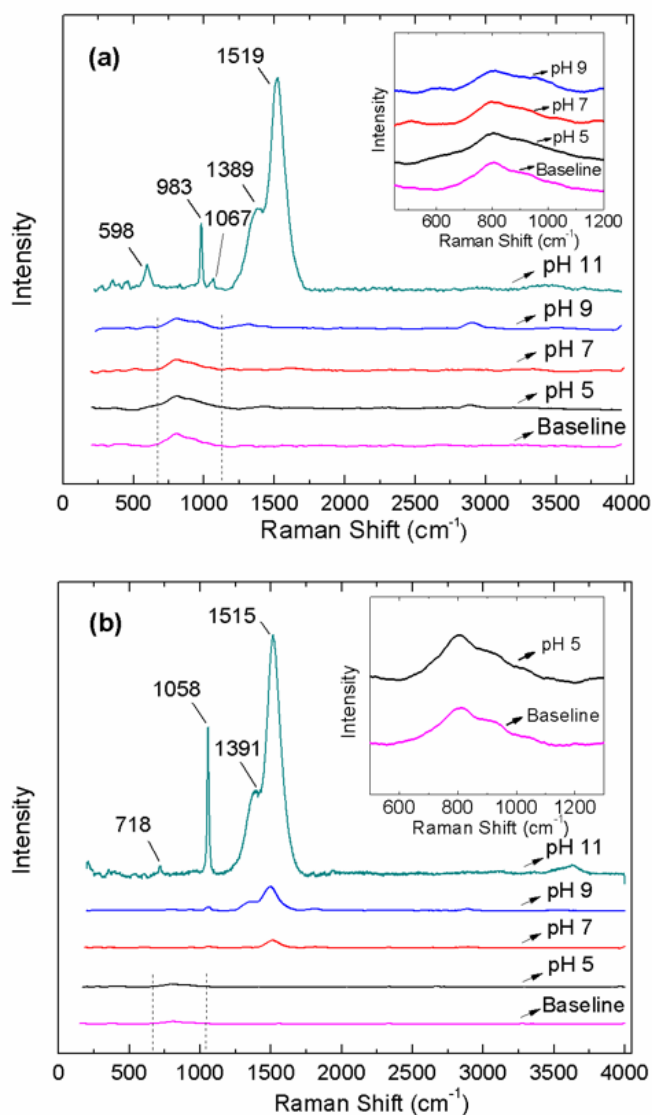 (a)
1519
1389
983
1067
598
pH 11
pH 9
pH 7
pH 5
Baseline
Intensity
0 500 1000 1500 2000 2500 3000 3500 4000
Raman Shift (cm⁻¹)
pH 9
pH 7
pH 5
Baseline
Intensity
600 800 1000 1200
Raman Shift (cm⁻¹)
(b)
1515
1058
1391
718
pH 11
pH 9
pH 7
pH 5
Baseline
Intensity
0 500 1000 1500 2000 2500 3000 3500 4000
Raman Shift (cm⁻¹)
pH 5
Baseline
Intensity
600 800 1000 1200
Raman Shift (cm⁻¹)